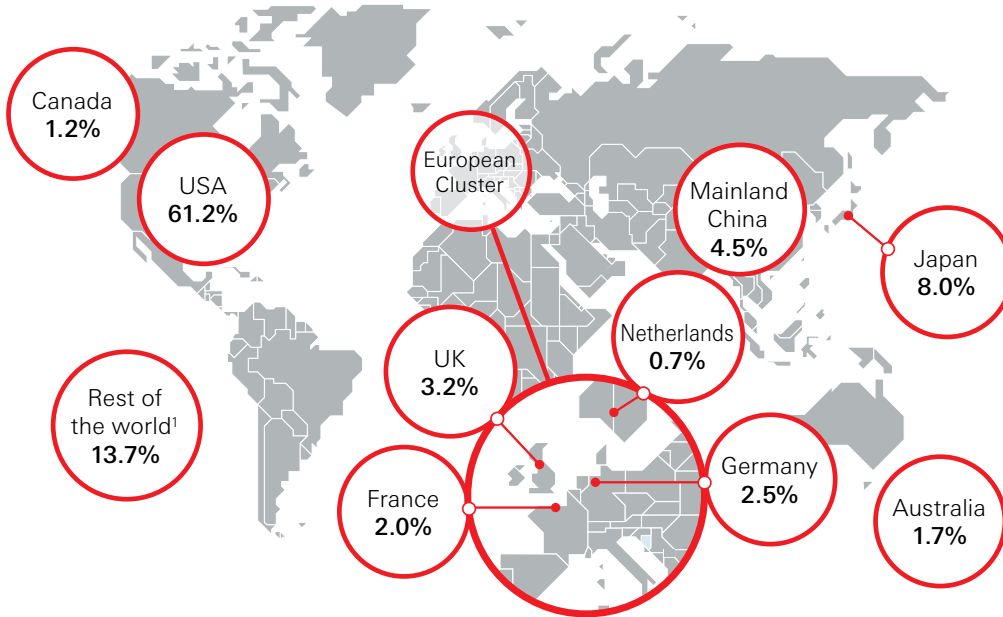 Canada
1.2%
USA
61.2%
European
Cluster
Mainland
China
4.5%
Japan
8.0%
Netherlands
0.7%
UK
3.2%
Rest of
the world¹
13.7%
France
2.0%
Germany
2.5%
Australia
1.7%